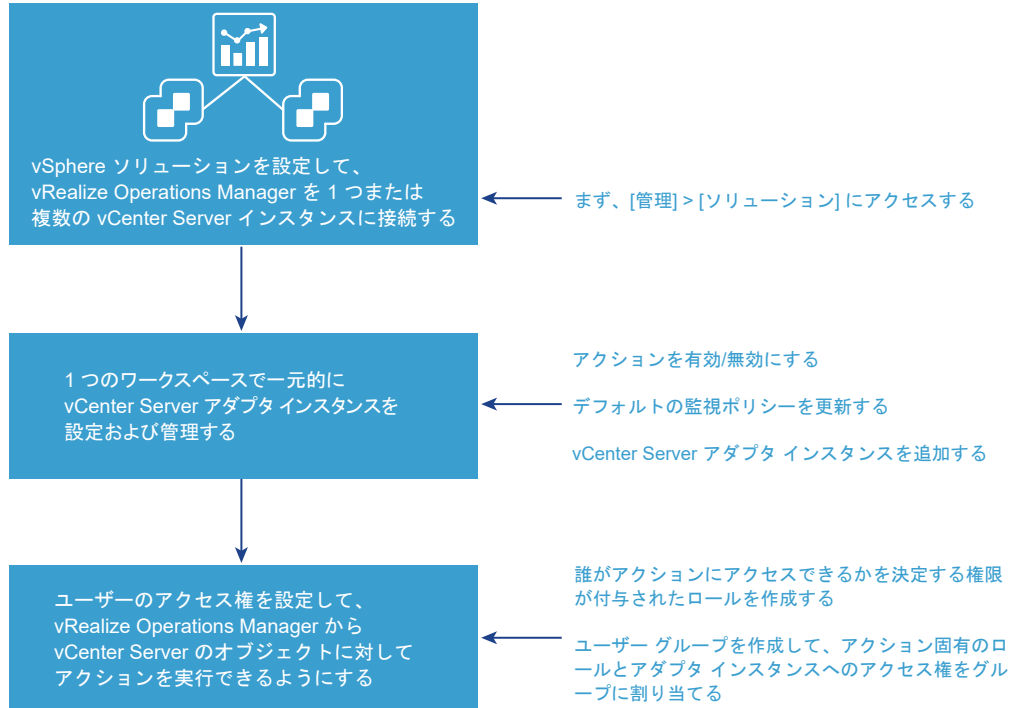 vSphere ソリューションを設定して、
vRealize Operations Manager を 1 つまたは
複数の vCenter Server インスタンスに接続する
まず、[管理] > [ソリューション] にアクセスする
1 つのワークスペースで一元的に
vCenter Server アダプタ インスタンスを
設定および管理する
アクションを有効/無効にする
デフォルトの監視ポリシーを更新する
vCenter Server アダプタ インスタンスを追加する
ユーザーのアクセス権を設定して、
vRealize Operations Manager から
vCenter Server のオブジェクトに対して
アクションを実行できるようにする
誰がアクションにアクセスできるかを決定する権限
が付与されたロールを作成する
ユーザー グループを作成して、アクション固有のロ
ールとアダプタ インスタンスへのアクセス権をグル
ープに割り当てる